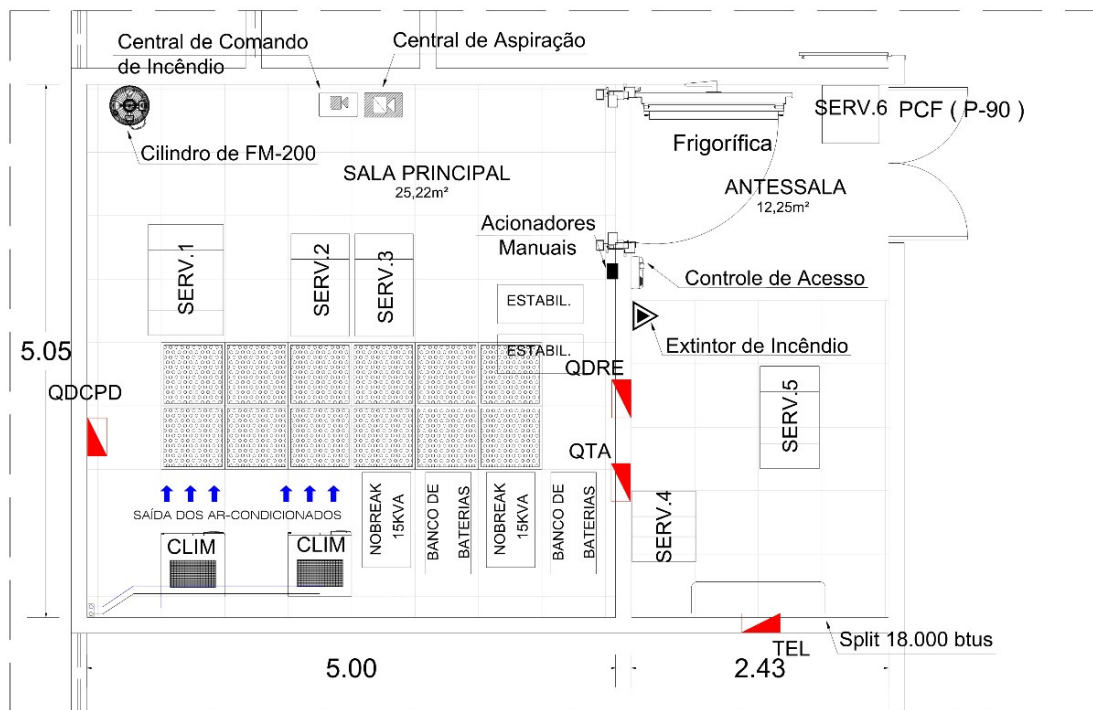 Central de Comando
de Incêndio
Central de Aspiração
Cilindro de FM-200
SALA PRINCIPAL
25,22m²
Frigorífica
SERV.6
PCF ( P-90 )
ANTESSALA
12,25m²
Acionadores
Manuais
Controle de Acesso
SERV.1
SERV.2
SERV.3
ESTABIL.
ESTABIL.
Extintor de Incêndio
5.05
QDCPD
QDRE
SERV.5
QTA
SERV.4
SAÍDA DOS AR-CONDICIONADOS
CLIM
CLIM
NOBREAK
15KVA
BANCO DE
BATERIAS
NOBREAK
15KVA
BANCO DE
BATERIAS
Split 18.000 btus
TEL
5.00
2.43